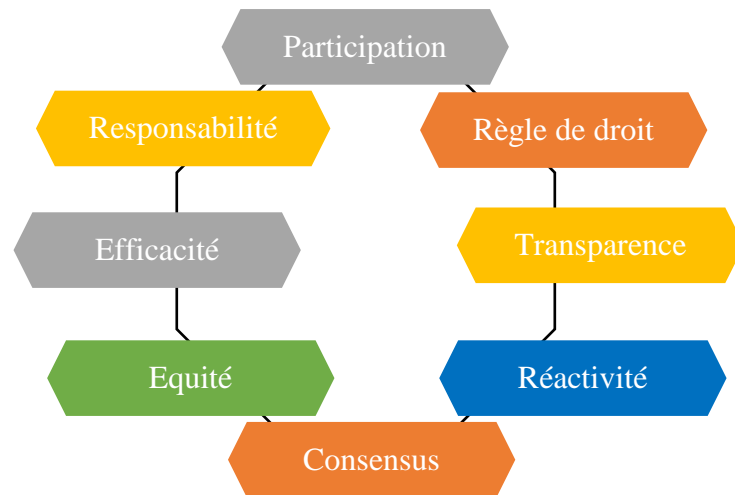 Participation
Responsabilité
Règle de droit
Efficacité
Transparence
Equité
Réactivité
Consensus